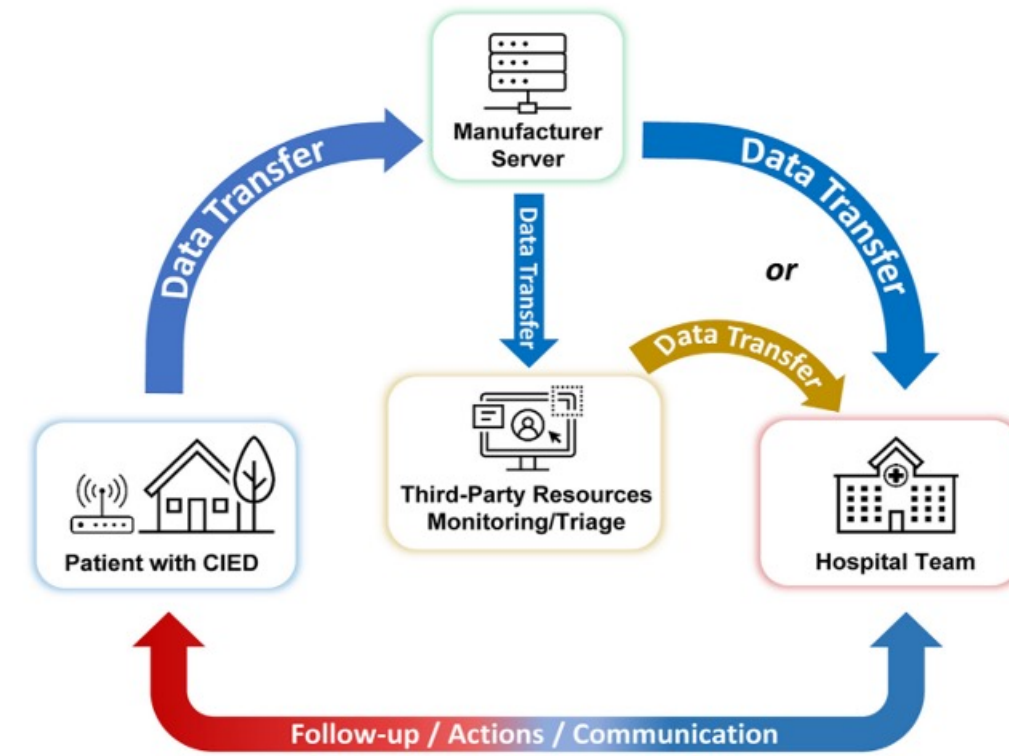 Manufacturer
Server
Data Transfer
Data Transfer
Data Transfer
or
Data Transfer
Third-Party Resources
Monitoring/Triage
Patient with CIED
Hospital Team
Follow-up / Actions / Communication